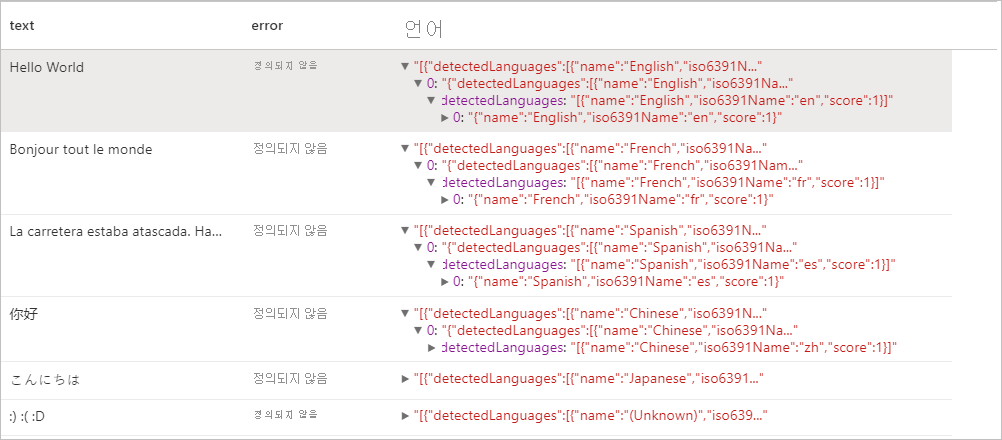 text error 언어
Hello World 정의되지 않음 "[{"detectedLanguages":[{"name":"English","iso6391N..."
0: "{"detectedLanguages":[{"name":"English","iso6391Na..."
detectedLanguages: "[{"name":"English","iso6391Name":"en","score":1}]"
0: "{"name":"English","iso6391Name":"en","score":1}"
Bonjour tout le monde 정의되지 않음 "[{"detectedLanguages":[{"name":"French","iso6391Na..."
0: "{"detectedLanguages":[{"name":"French","iso6391Nam..."
detectedLanguages: "[{"name":"French","iso6391Name":"fr","score":1}]"
0: "{"name":"French","iso6391Name":"fr","score":1}"
La carretera estaba atascada. Ha... 정의되지 않음 "[{"detectedLanguages":[{"name":"Spanish","iso6391N..."
0: "{"detectedLanguages":[{"name":"Spanish","iso6391Na..."
detectedLanguages: "[{"name":"Spanish","iso6391Name":"es","score":1}]"
0: "{"name":"Spanish","iso6391Name":"es","score":1}"
你好 정의되지 않음 "[{"detectedLanguages":[{"name":"Chinese","iso6391N..."
0: "{"detectedLanguages":[{"name":"Chinese","iso6391Na..."
detectedLanguages: "[{"name":"Chinese","iso6391Name":"zh","score":1}]"
こんにちは 정의되지 않음 "[{"detectedLanguages":[{"name":"Japanese","iso6391..."
:) :( :D 정의되지 않음 "[{"detectedLanguages":[{"name":"(Unknown)","iso639..."